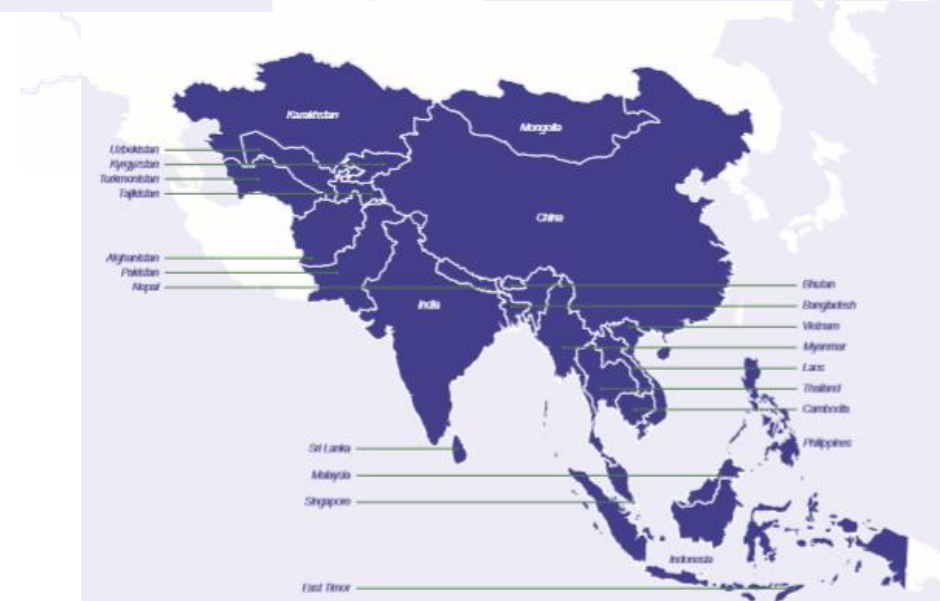 Kazakhstan
Mongolia
Uzbekistan
Kyrgyzstan
Turkmenistan
Tajikistan
China
Afghanistan
Pakistan
Nepal
India
Bhutan
Bangladesh
Vietnam
Myanmar
Laos
Thailand
Cambodia
Philippines
Sri Lanka
Malaysia
Singapore
Indonesia
East Timor